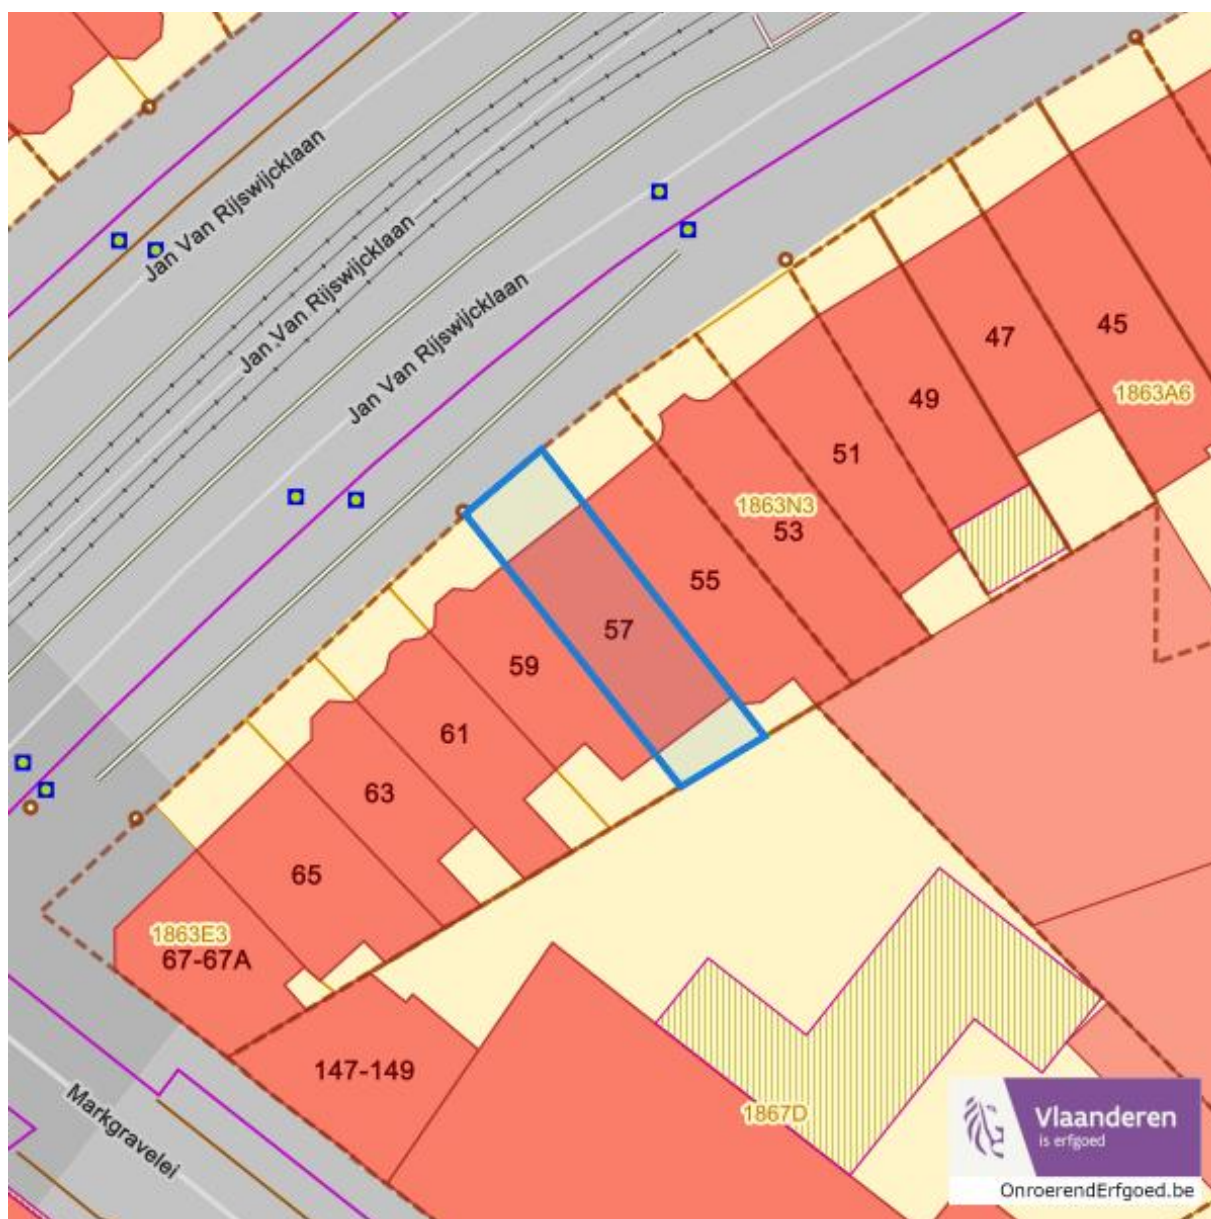 Jan Van Rijswijcklaan
Jan Van Rijswijcklaan
Jan Van Rijswijcklaan
45
47
1863A6
49
51
1863N3
53
55
57
59
61
63
65
1863E3
67-67A
147-149
1867D
Markgravelei
Vlaanderen
is erfgoed
OnroerendErfgoed.be